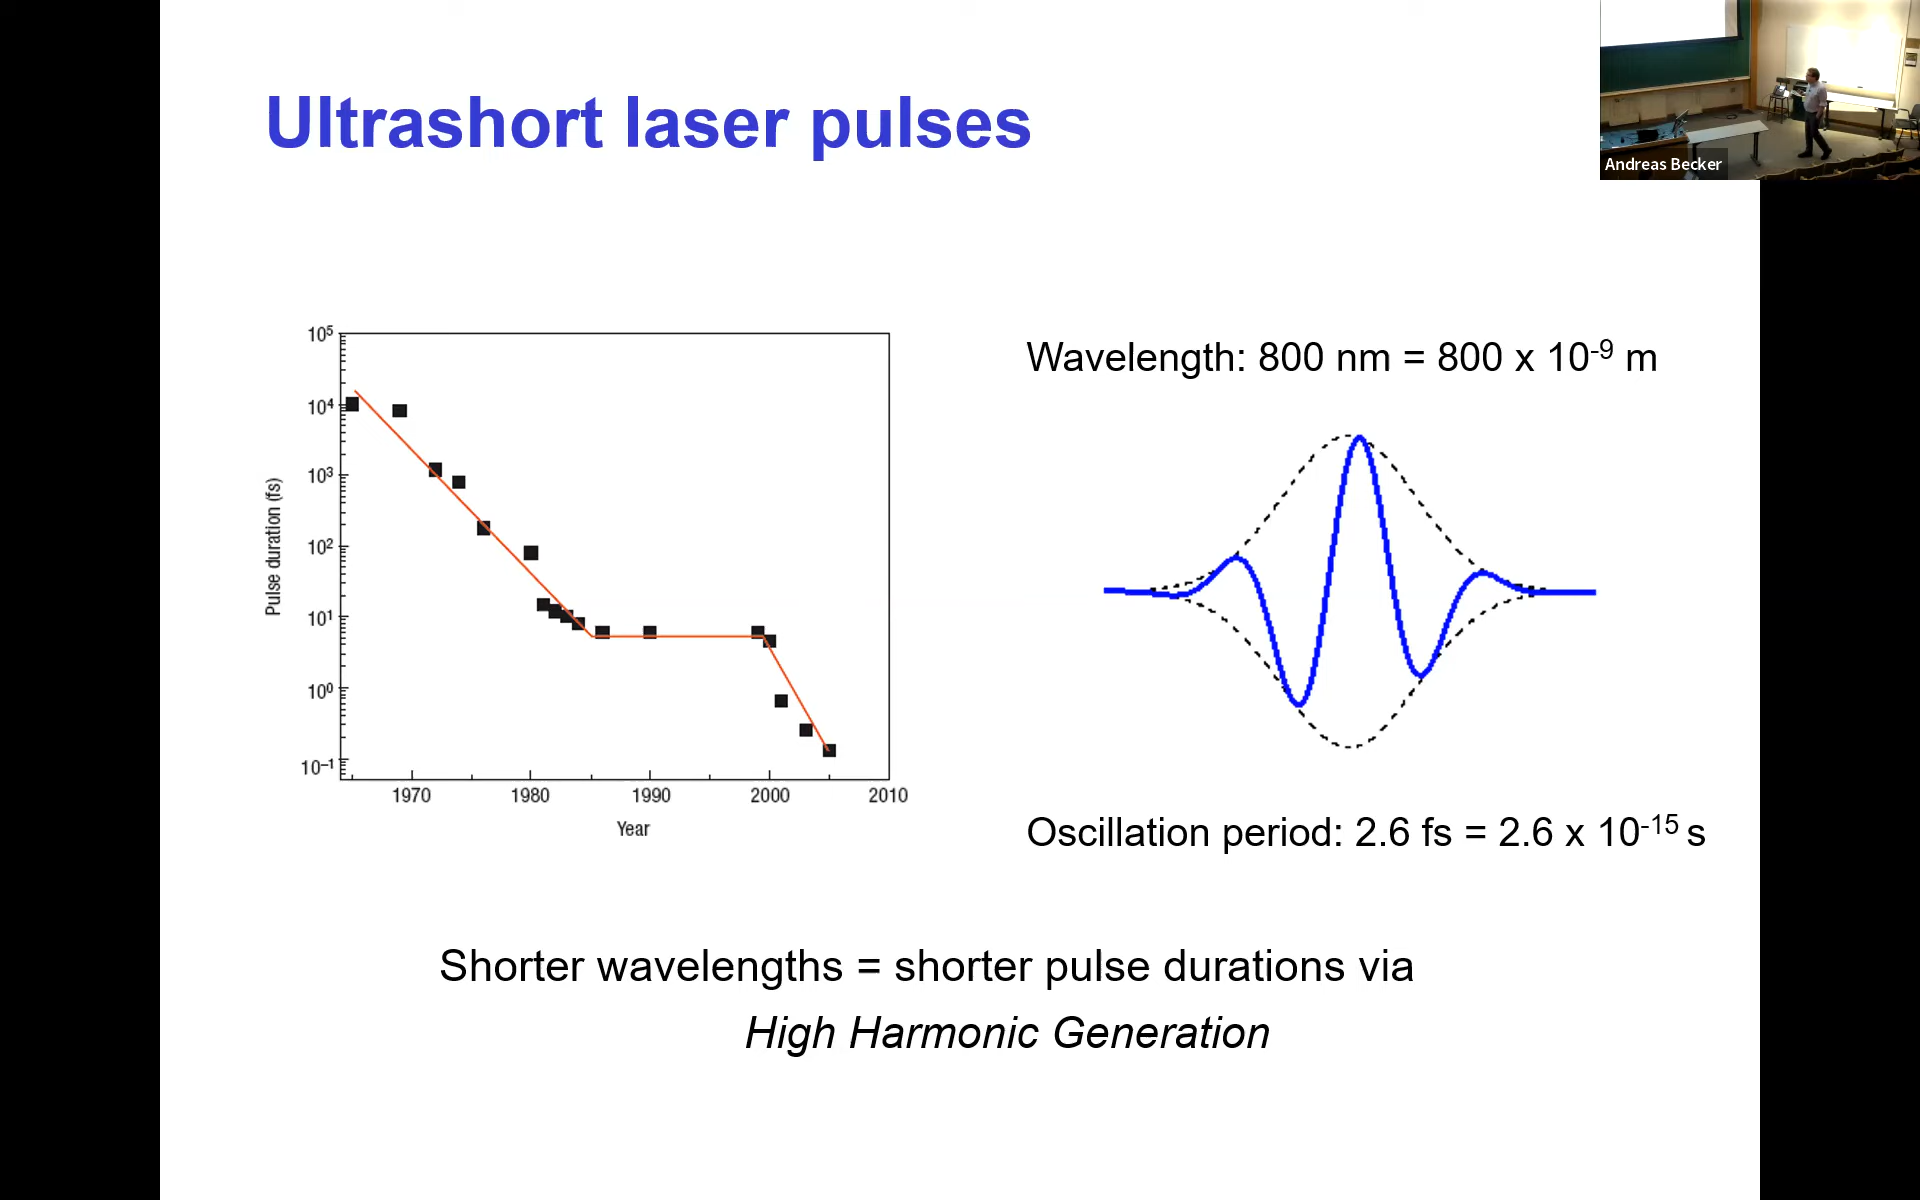 Ultrashort laser pulses
Andreas Becker
10⁵
10⁴
10³
10²
10¹
10⁰
10⁻¹
Pulse duration (fs)
1970 1980 1990 2000 2010
Year
Wavelength: 800 nm = 800 x 10⁻⁹ m
Oscillation period: 2.6 fs = 2.6 x 10⁻¹⁵ s
Shorter wavelengths = shorter pulse durations via
High Harmonic Generation